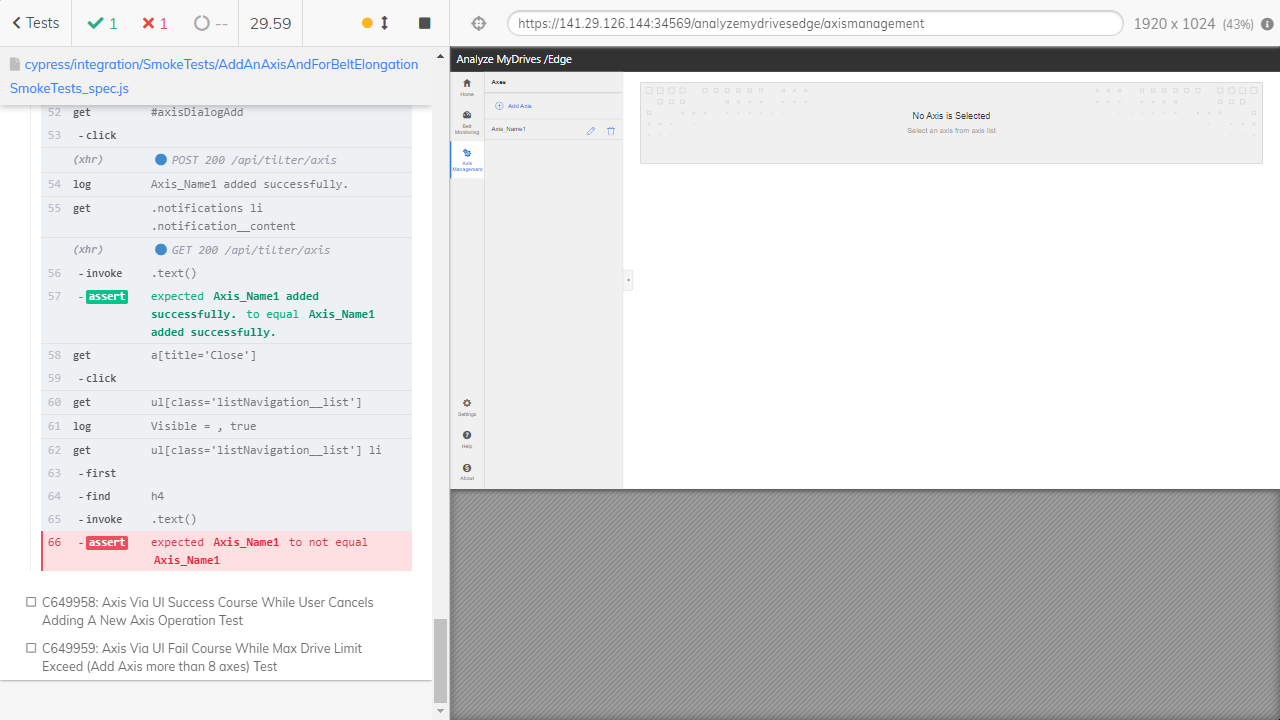 Tests
1
1
--
29.59
https://141.29.126.144:34569/analyzemydrivesedge/axismanagement
1920 x 1024 (43%)
cypress/integration/SmokeTests/AddAnAxisAndForBeltElongation
SmokeTests_spec.js
52 get #axisDialogAdd
53 - click
(xhr) POST 200 /api/tilter/axis
54 log Axis_Name1 added successfully.
55 get .notifications li
.notification__content
(xhr) GET 200 /api/tilter/axis
56 - invoke .text()
57 - assert expected Axis_Name1 added
successfully. to equal Axis_Name1
added successfully.
58 get a[title='Close']
59 - click
60 get ul[class='listNavigation__list']
61 log Visible = , true
62 get ul[class='listNavigation__list'] li
63 - first
64 - find h4
65 - invoke .text()
66 - assert expected Axis_Name1 to not equal
Axis_Name1
C649958: Axis Via UI Success Course While User Cancels
Adding A New Axis Operation Test
C649959: Axis Via UI Fail Course While Max Drive Limit
Exceed (Add Axis more than 8 axes) Test
Analyze MyDrives /Edge
Home
Belt
Monitoring
Axis
Management
Settings
Help
About
Axes
Add Axis
Axis_Name1
No Axis is Selected
Select an axis from axis list